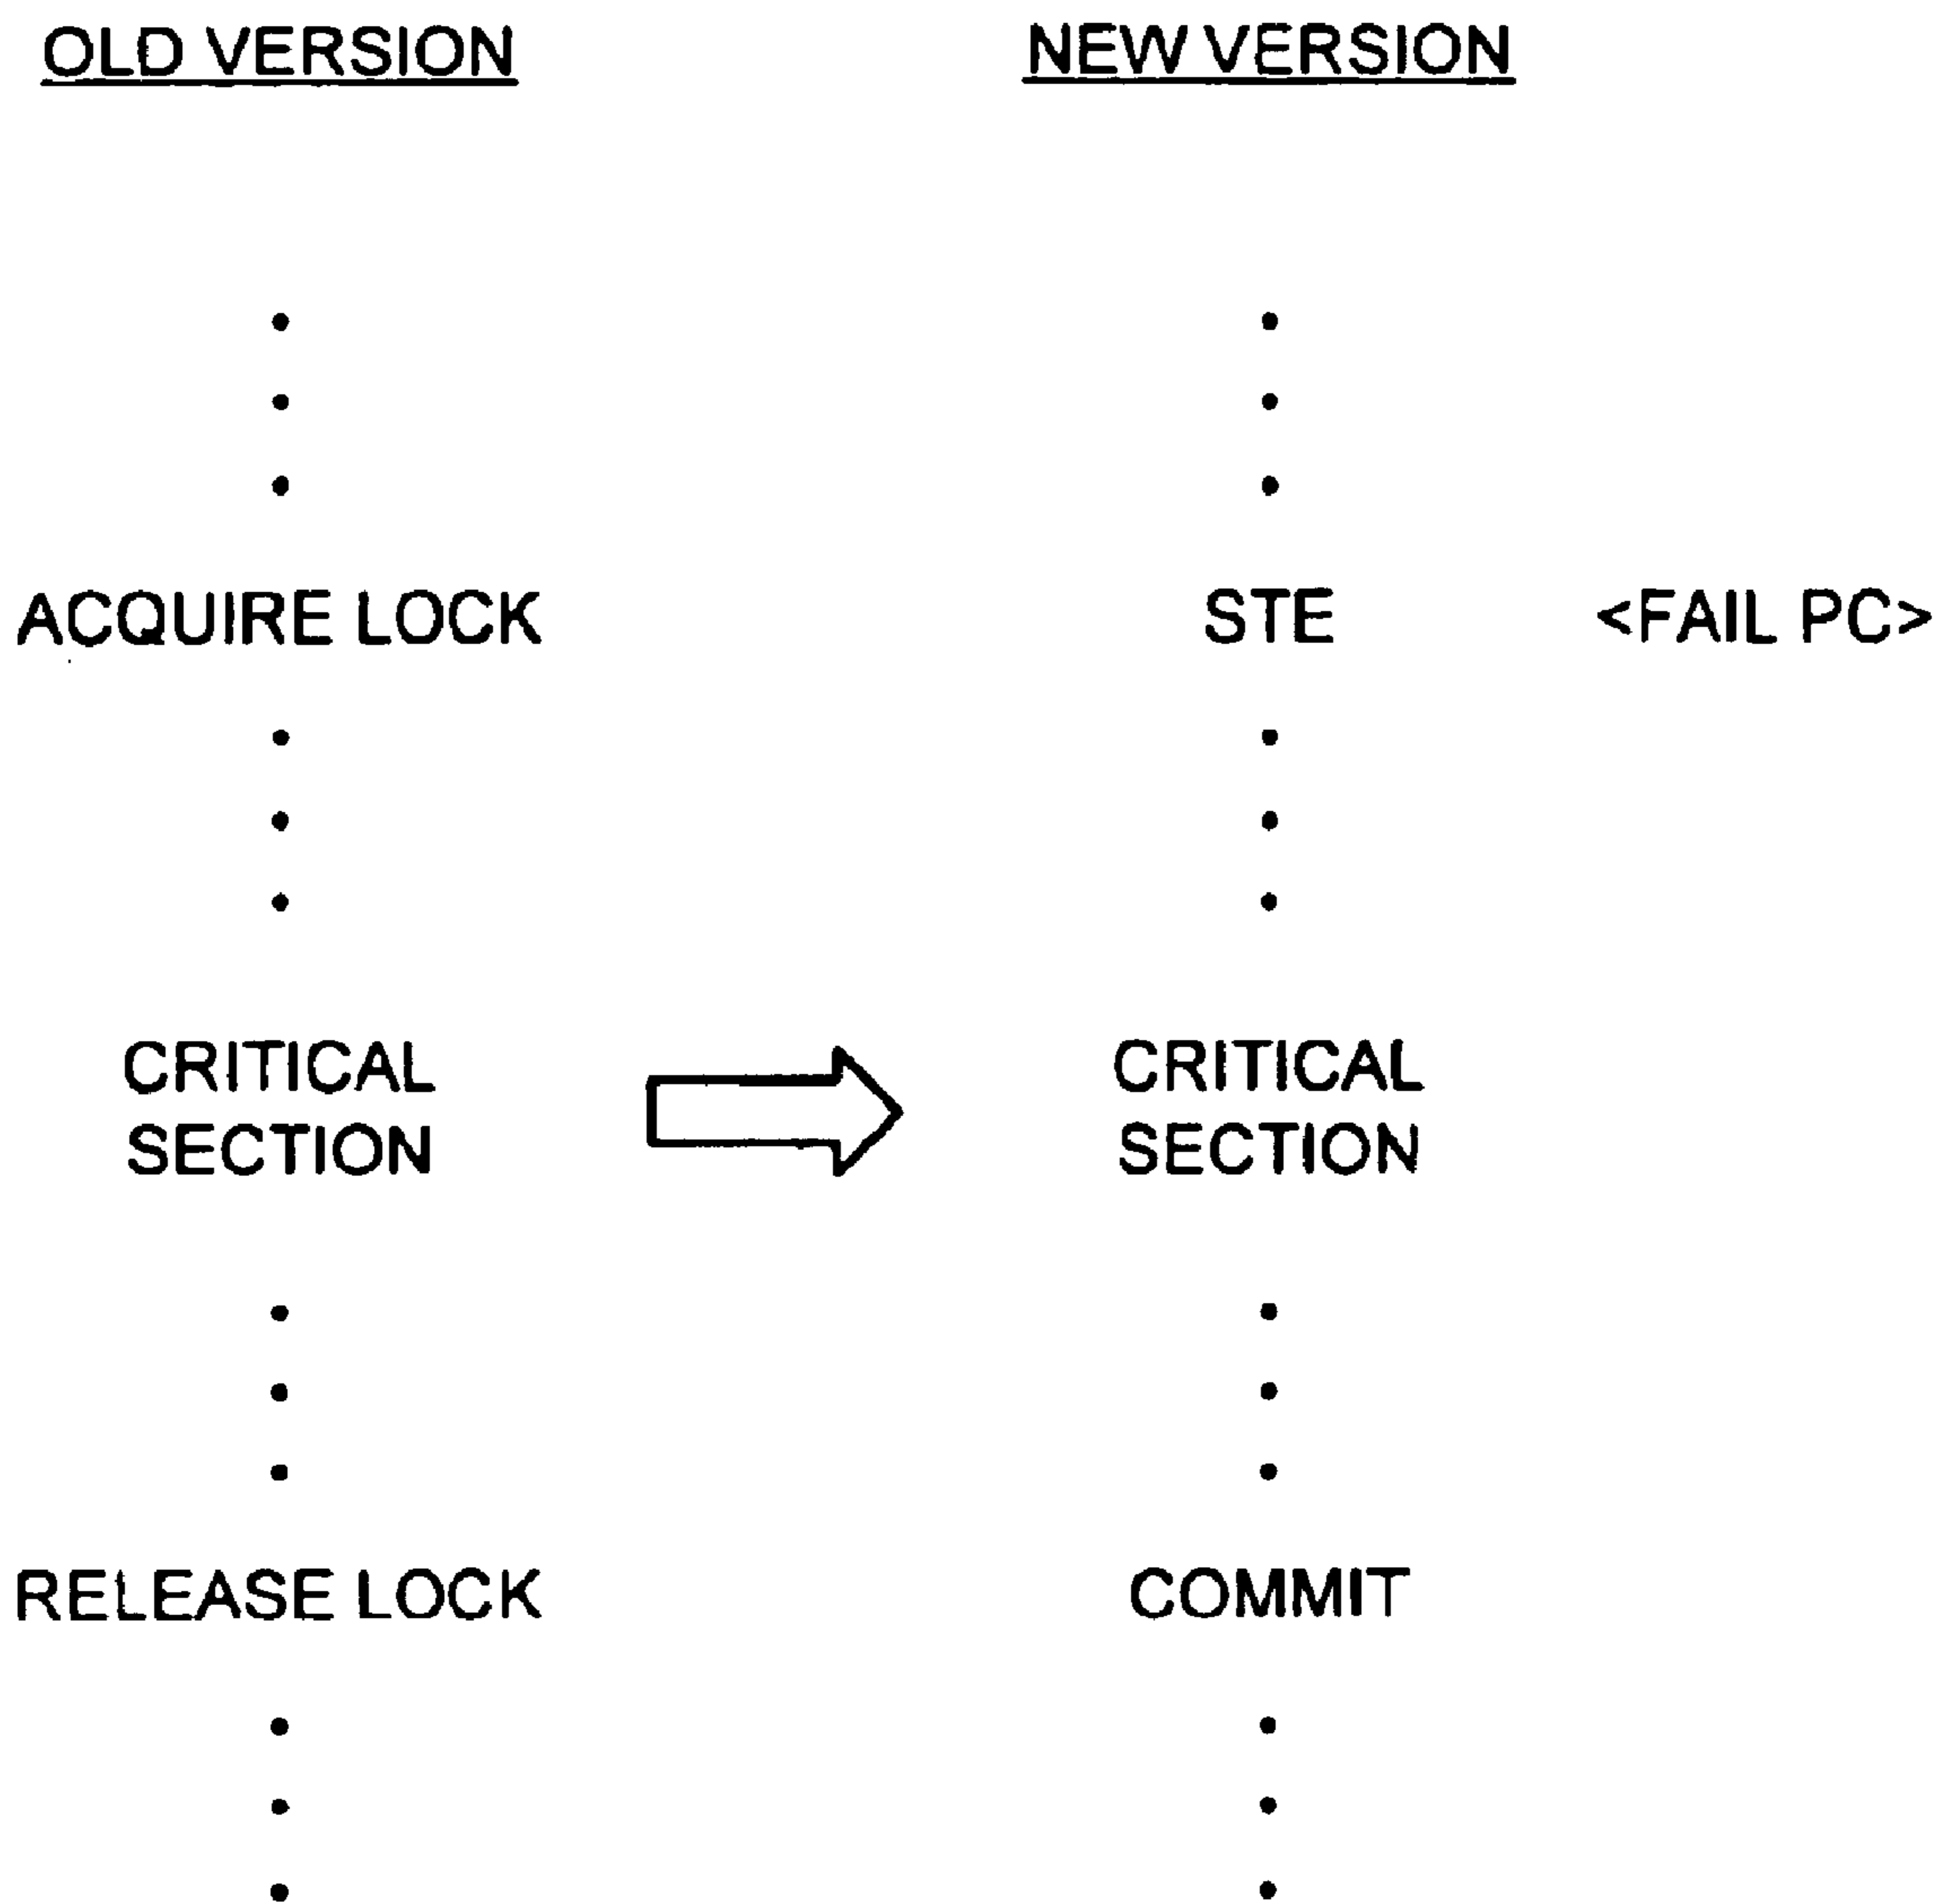 OLD VERSION
NEW VERSION
ACQUIRE LOCK
STE <FAIL PC>
CRITICAL
SECTION
CRITICAL
SECTION
RELEASE LOCK
COMMIT